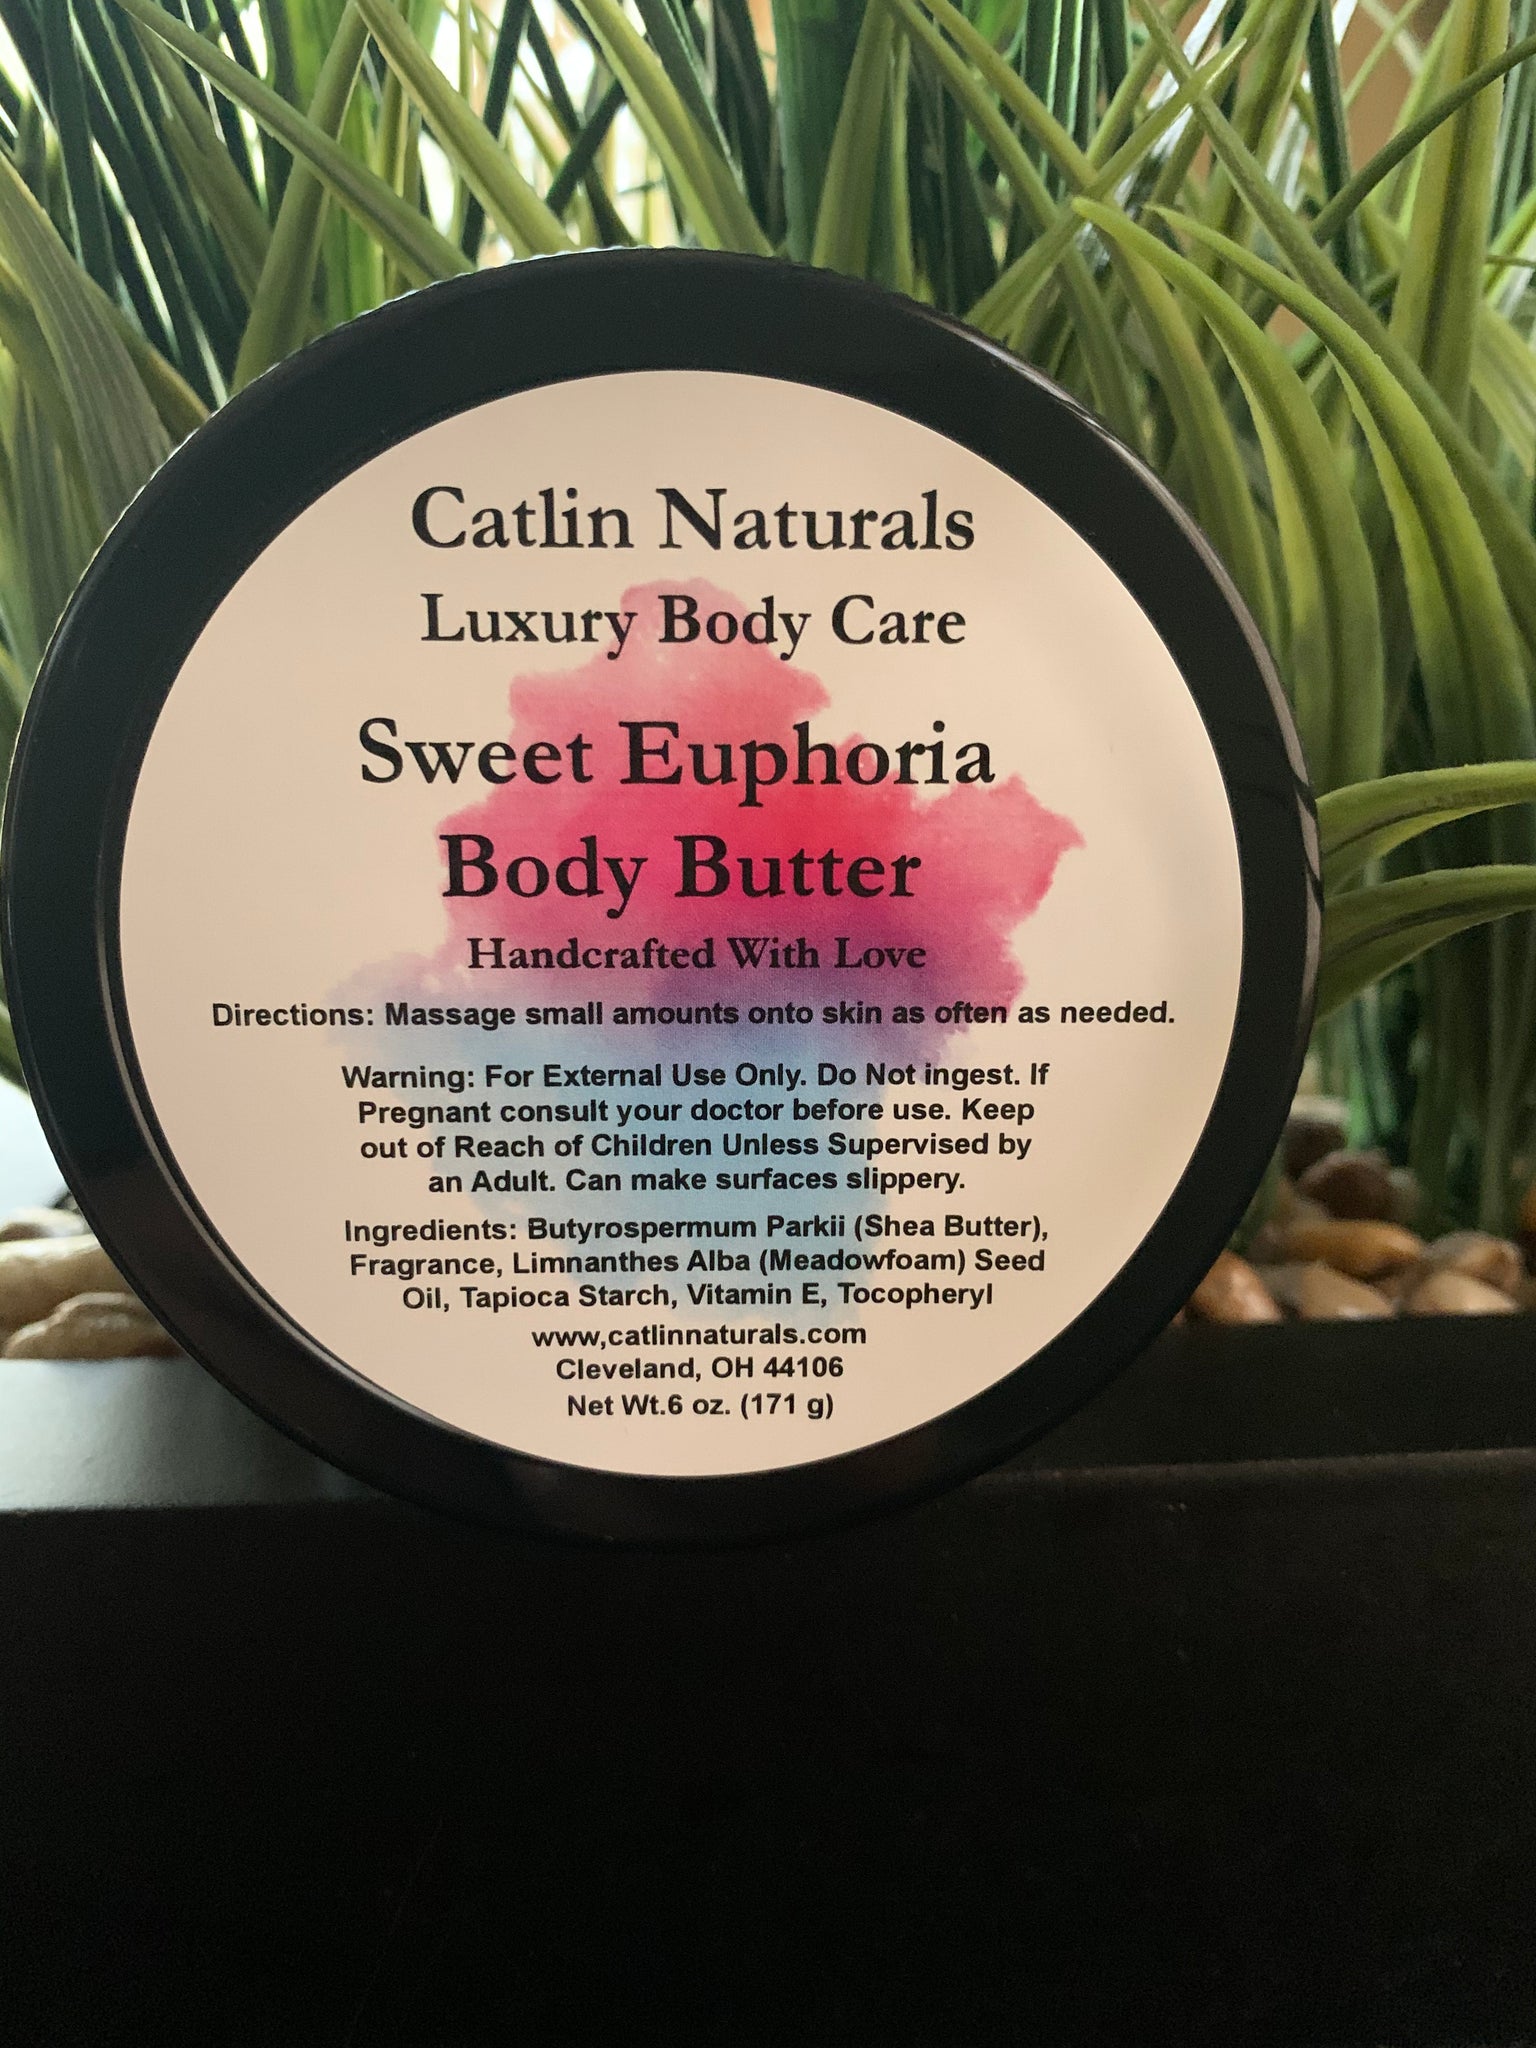 Catlin Naturals
Luxury Body Care
Sweet Euphoria
Body Butter
Handcrafted With Love
Directions: Massage small amounts onto skin as often as needed.
Warning: For External Use Only. Do Not ingest. If
Pregnant consult your doctor before use. Keep
out of Reach of Children Unless Supervised by
an Adult. Can make surfaces slippery.
Ingredients: Butyrospermum Parkii (Shea Butter),
Fragrance, Limnanthes Alba (Meadowfoam) Seed
Oil, Tapioca Starch, Vitamin E, Tocopheryl
www,catlinnaturals.com
Cleveland, OH 44106
Net Wt.6 oz. (171 g)